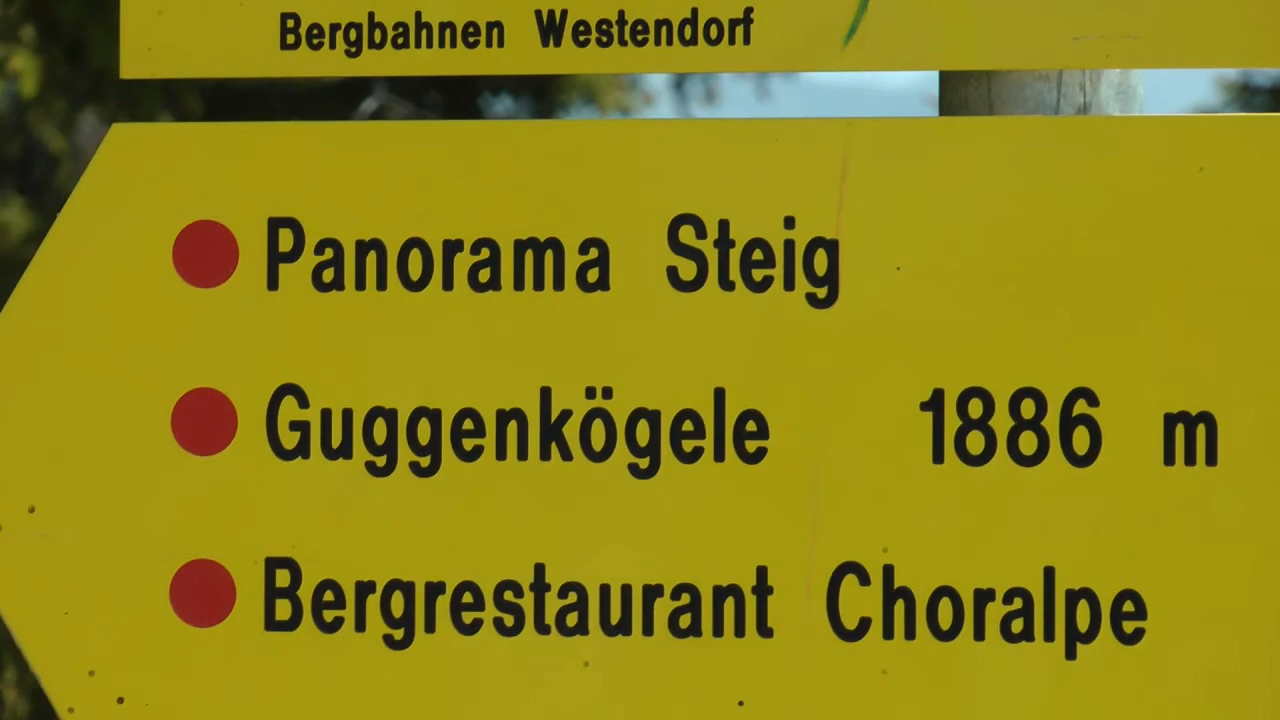 Bergbahnen Westendorf
Panorama Steig
Guggenkögele 1886 m
Bergrestaurant Choralpe